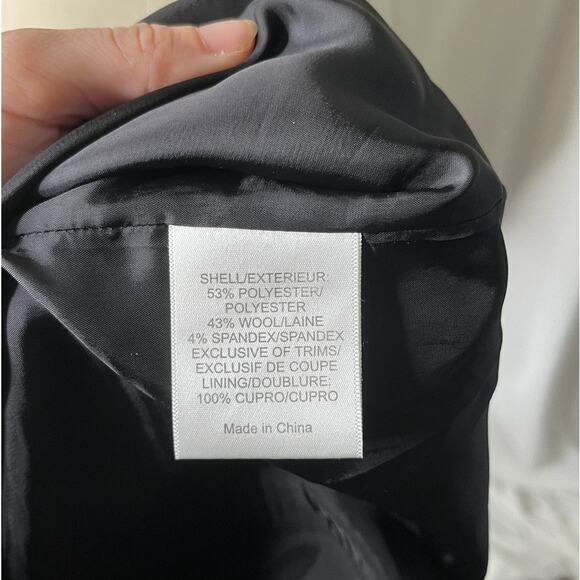 SHELL/EXTERIEUR:
53% POLYESTER/
POLYESTER
43% WOOL/LAINE
4% SPANDEX/SPANDEX
EXCLUSIVE OF TRIMS/
EXCLUSIF DE COUPE
LINING/DOUBLURE:
100% CUPRO/CUPRO
Made in China